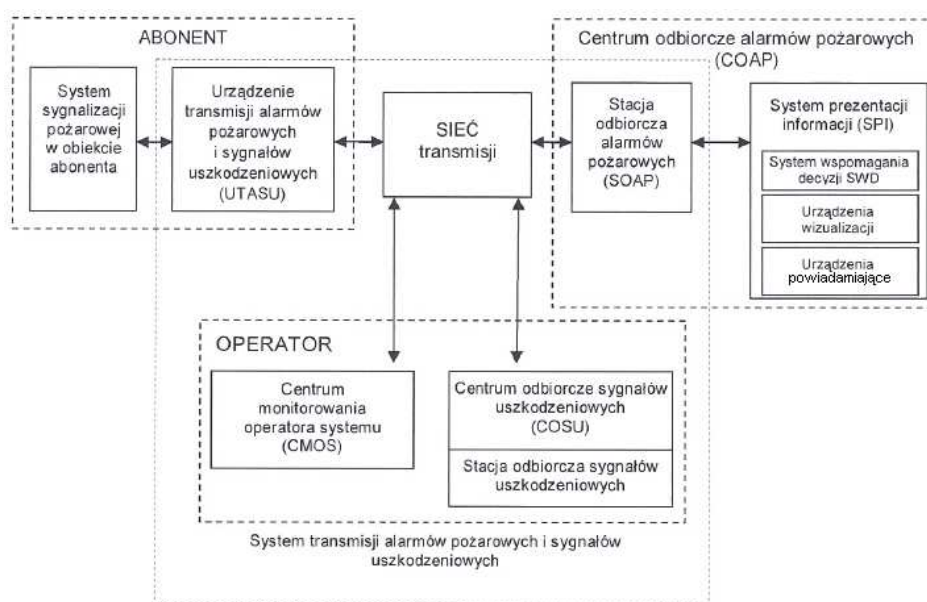 ABONENT
System
sygnalizacji
pożarowej
w obiekcie
abonenta
Urządzenie
transmisji alarmów
pożarowych
i sygnałów
uszkodzeniowych
(UTASU)
SIEĆ
transmisji
Centrum odbiorcze alarmów pożarowych
(COAP)
Stacja
odbiorcza
alarmów
pożarowych
(SOAP)
System prezentacji
informacji (SPI)
System wspomagania
decyzji SWD
Urządzenia
wizualizacji
Urządzenia
powiadamiające
OPERATOR
Centrum
monitorowania
operatora systemu
(CMOS)
Centrum odbiorcze sygnałów
uszkodzeniowych
(COSU)
Stacja odbiorcza sygnałów
uszkodzeniowych
System transmisji alarmów pożarowych i sygnałów
uszkodzeniowych